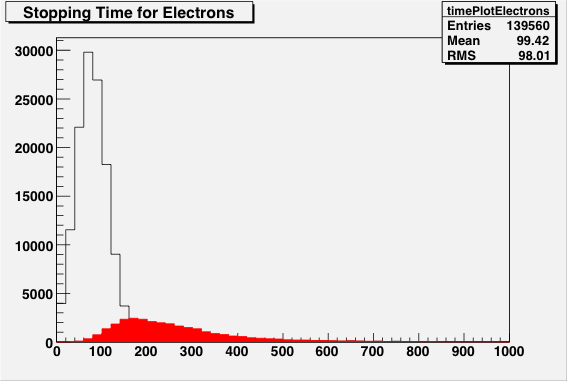 Stopping Time for Electrons
timePlotElectrons
Entries 139560
Mean 99.42
RMS 98.01
30000
25000
20000
15000
10000
5000
0
0 100 200 300 400 500 600 700 800 900 1000